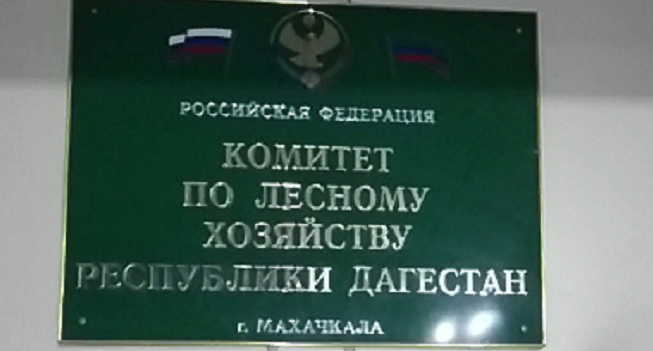 РОССИЙСКАЯ ФЕДЕРАЦИЯ
КОМИТЕТ
ПО ЛЕСНОМУ
ХОЗЯЙСТВУ
РЕСПУБЛИКИ ДАГЕСТАН
г. МАХАЧКАЛА